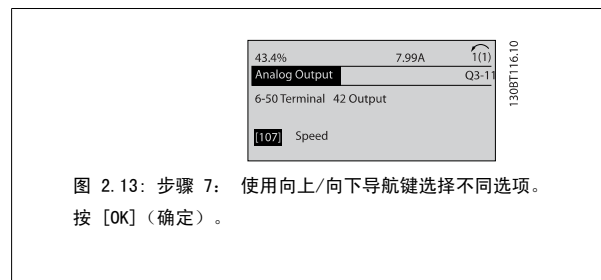 43.4% 7.99A 1(1)
Analog Output Q3-11
6-50 Terminal 42 Output
[107] Speed
130BT116.10
图 2.13: 步骤 7: 使用向上/向下导航键选择不同选项。
按 [OK]（确定）。